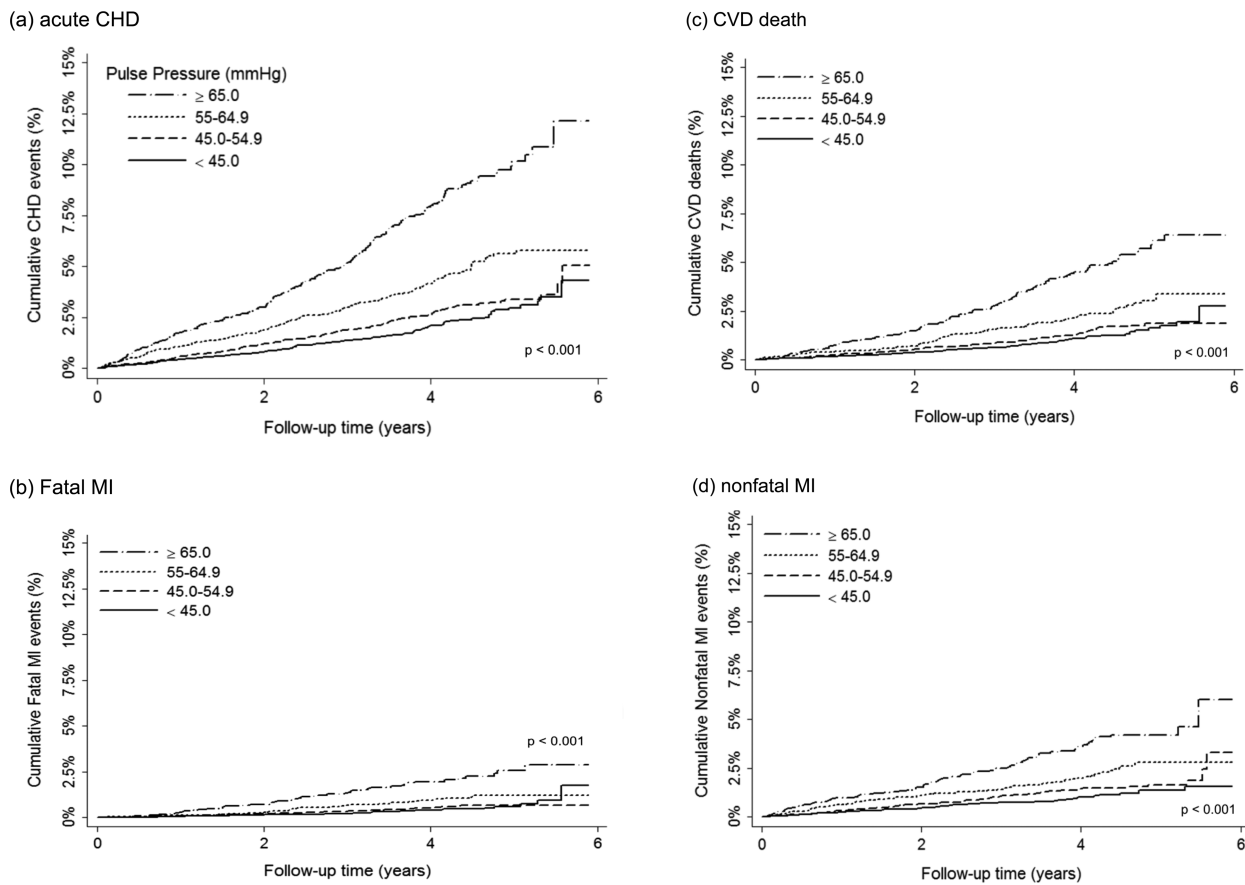 (a) acute CHD
Cumulative CHD events (%)
15%
12.5%
10%
7.5%
5%
2.5%
0%
Pulse Pressure (mmHg)
≥ 65.0
55-64.9
45.0-54.9
< 45.0
p < 0.001
0 2 4 6
Follow-up time (years)
(c) CVD death
Cumulative CVD deaths (%)
15%
12.5%
10%
7.5%
5%
2.5%
0%
≥ 65.0
55-64.9
45.0-54.9
< 45.0
p < 0.001
0 2 4 6
Follow-up time (years)
(b) Fatal MI
Cumulative Fatal MI events (%)
15%
12.5%
10%
7.5%
5%
2.5%
0%
≥ 65.0
55-64.9
45.0-54.9
< 45.0
p < 0.001
0 2 4 6
Follow-up time (years)
(d) nonfatal MI
Cumulative Nonfatal MI events (%)
15%
12.5%
10%
7.5%
5%
2.5%
0%
≥ 65.0
55-64.9
45.0-54.9
< 45.0
p < 0.001
0 2 4 6
Follow-up time (years)